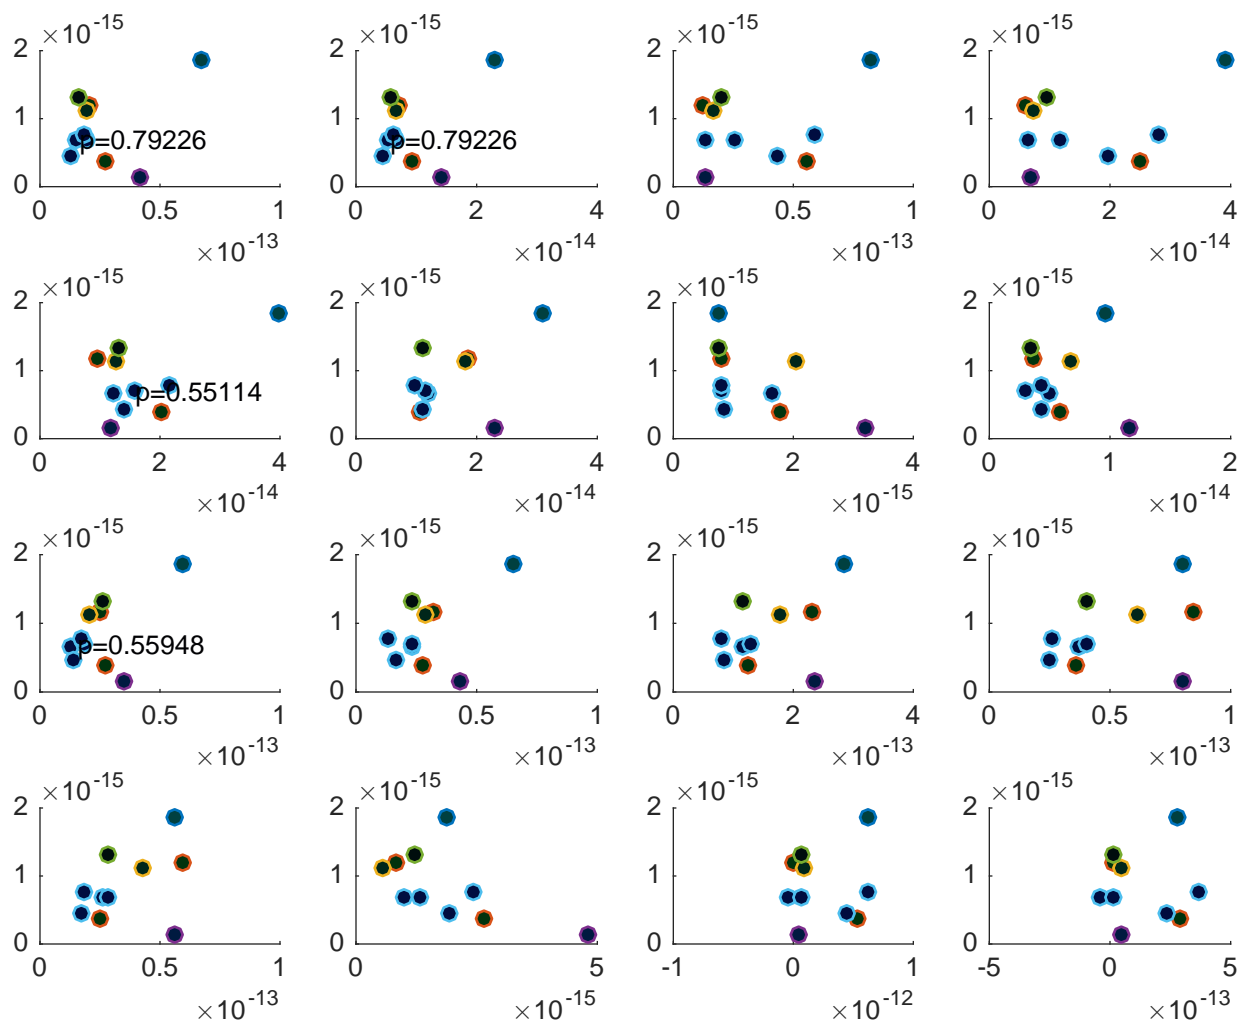 ×10-15 ×10-15 ×10-15 ×10-15
2 2 2 2
1 1 1 1
p=0.79226 p=0.79226
0 0 0 0
0 0.5 1 0 2 4 0 0.5 1 0 2 4
×10-13 ×10-14 ×10-13 ×10-14
×10-15 ×10-15 ×10-15 ×10-15
2 2 2 2
1 1 1 1
p=0.55114
0 0 0 0
0 2 4 0 2 4 0 2 4 0 1 2
×10-14 ×10-14 ×10-15 ×10-14
×10-15 ×10-15 ×10-15 ×10-15
2 2 2 2
1 1 1 1
p=0.55948
0 0 0 0
0 0.5 1 0 0.5 1 0 2 4 0 0.5 1
×10-13 ×10-13 ×10-13 ×10-13
×10-15 ×10-15 ×10-15 ×10-15
2 2 2 2
1 1 1 1
0 0 0 0
0 0.5 1 0 5 -1 0 1 -5 0 5
×10-13 ×10-15 ×10-12 ×10-13